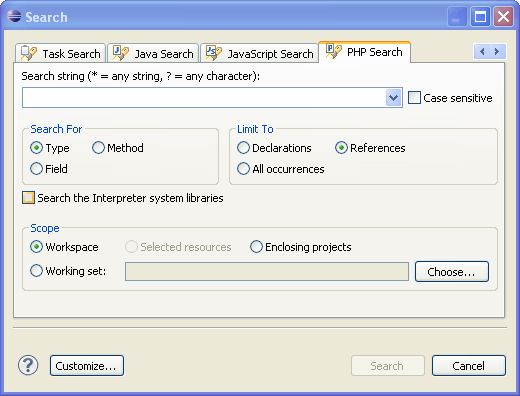 Search
Task Search Java Search JavaScript Search PHP Search
Search string (* = any string, ? = any character):
Case sensitive
Search For
Type Method
Field
Limit To
Declarations References
All occurrences
Search the Interpreter system libraries
Scope
Workspace Selected resources Enclosing projects
Working set: Choose...
? Customize... Search Cancel